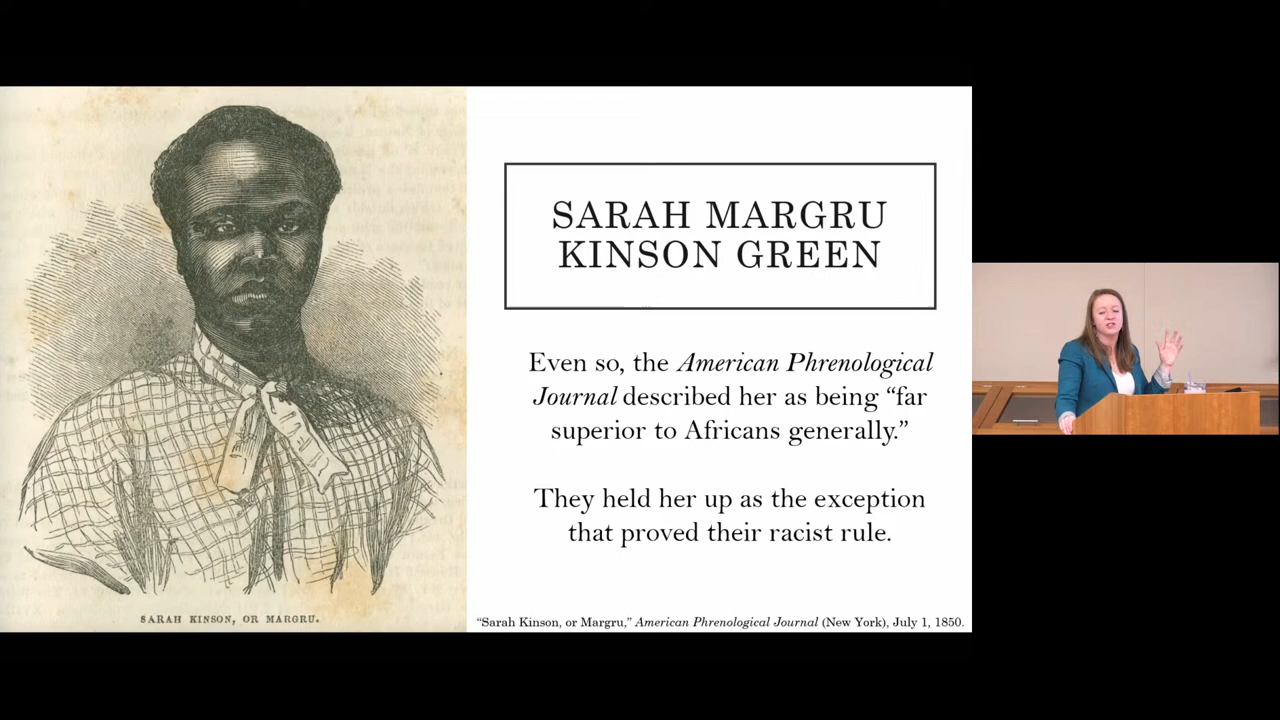 SARAH MARGRU
KINSON GREEN
Even so, the American Phrenological
Journal described her as being “far
superior to Africans generally.”
They held her up as the exception
that proved their racist rule.
SARAH KINSON, OR MARGRU.
“Sarah Kinson, or Margru,” American Phrenological Journal (New York), July 1, 1850.